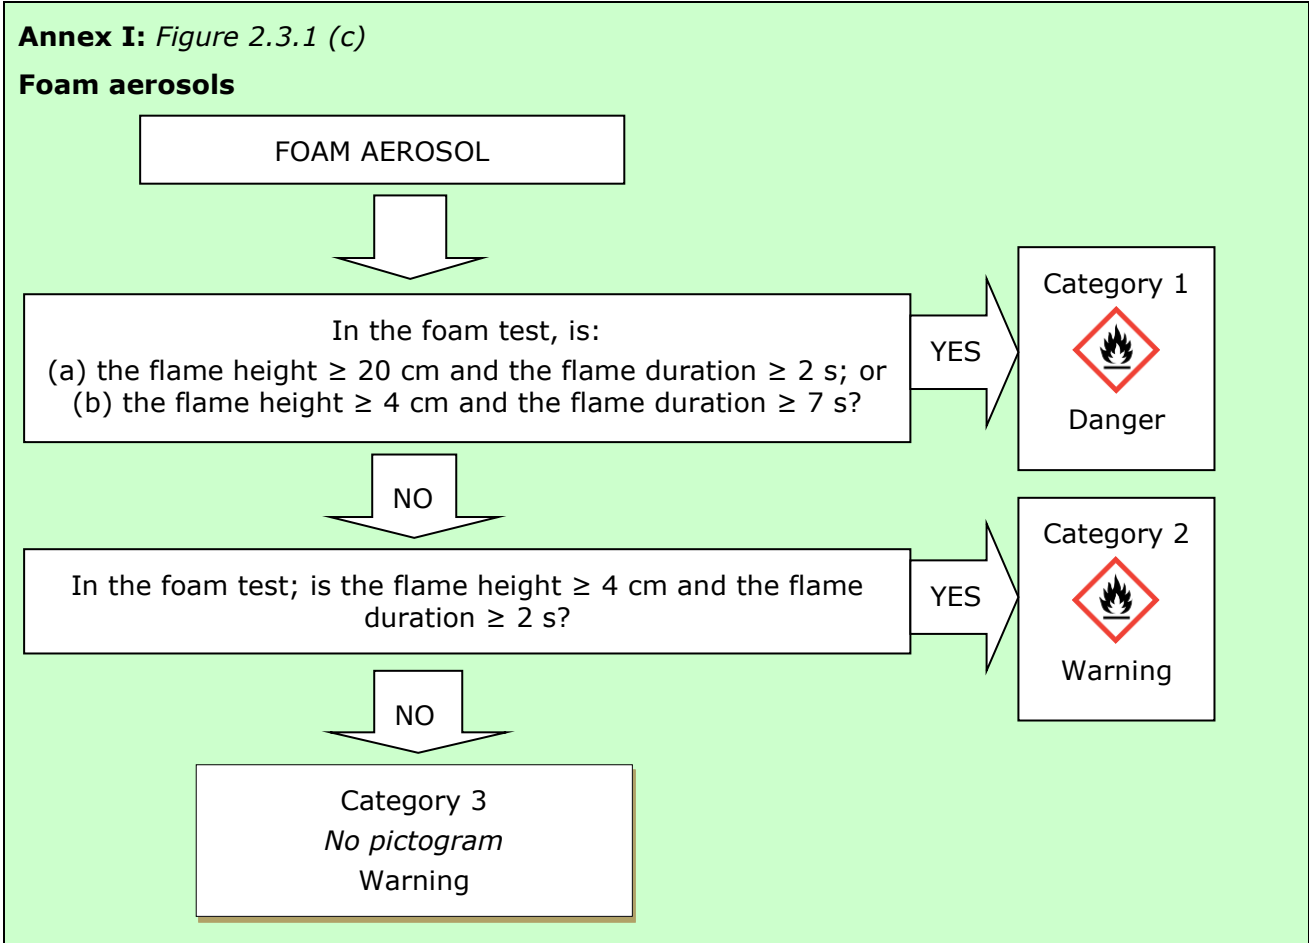 Annex I: Figure 2.3.1 (c)
Foam aerosols
FOAM AEROSOL
In the foam test, is:
(a) the flame height ≥ 20 cm and the flame duration ≥ 2 s; or
(b) the flame height ≥ 4 cm and the flame duration ≥ 7 s?
YES
Category 1
Danger
NO
In the foam test; is the flame height ≥ 4 cm and the flame
duration ≥ 2 s?
YES
Category 2
Warning
NO
Category 3
No pictogram
Warning